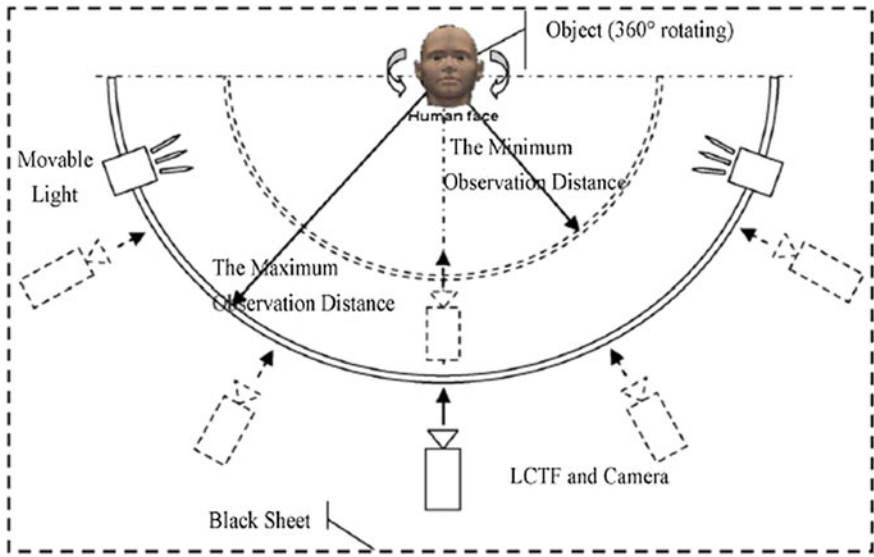 Object (360° rotating)
Human face
The Minimum
Observation Distance
Movable
Light
The Maximum
Observation Distance
LCTF and Camera
Black Sheet